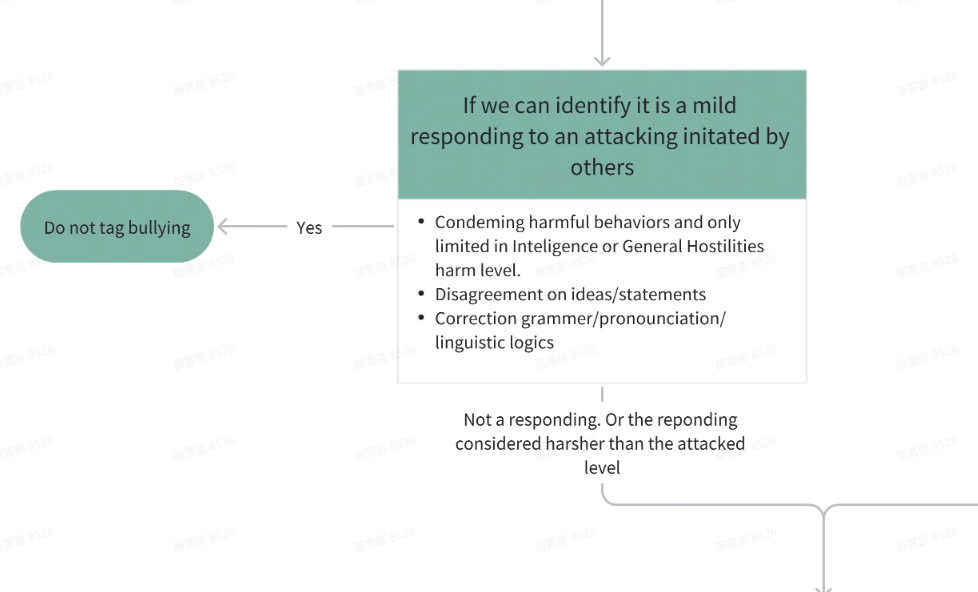 If we can identify it is a mild
responding to an attacking initated by
others
Do not tag bullying
Yes
• Condeming harmful behaviors and only
limited in Inteligence or General Hostilities
harm level.
• Disagreement on ideas/statements
• Correction grammer/pronounciation/
linguistic logics
Not a responding. Or the reponding
considered harsher than the attacked
level